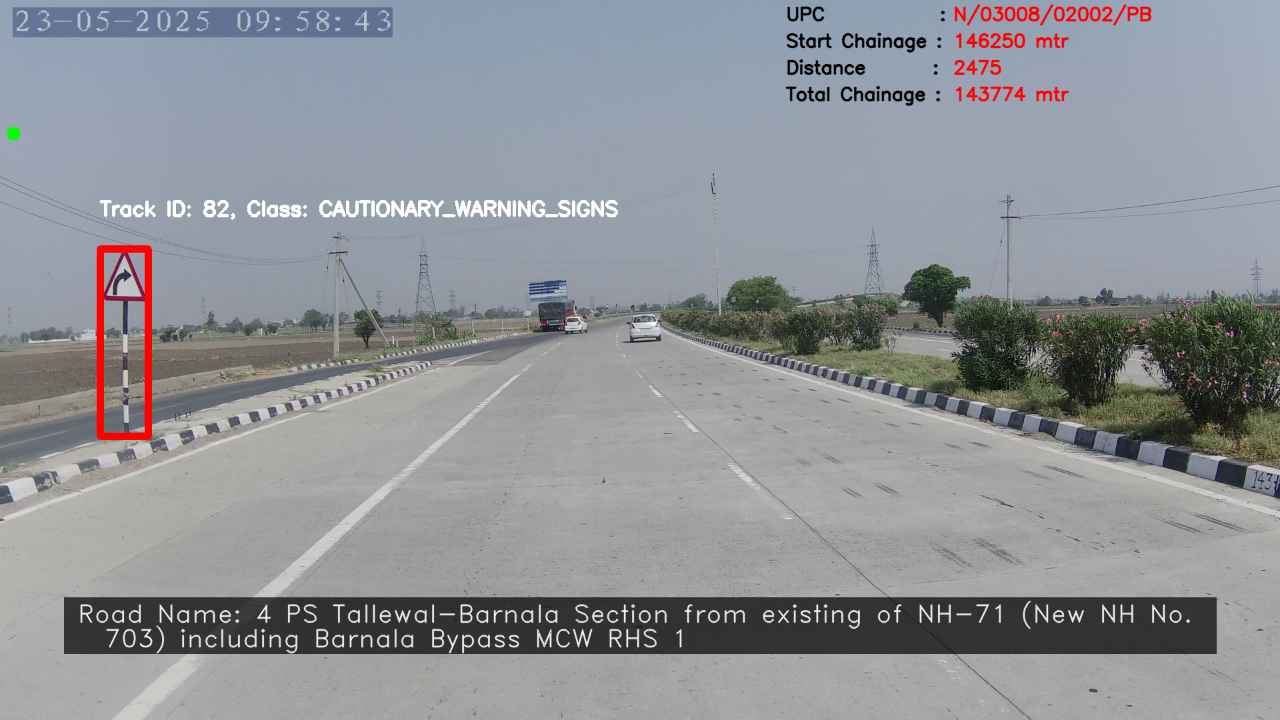 23-05-2025 09:58:43
UPC : N/03008/02002/PB
Start Chainage : 146250 mtr
Distance : 2475
Total Chainage : 143774 mtr
Track ID: 82, Class: CAUTIONARY_WARNING_SIGNS
Road Name: 4 PS Tallewal-Barnala Section from existing of NH-71 (New NH No.
703) including Barnala Bypass MCW RHS 1